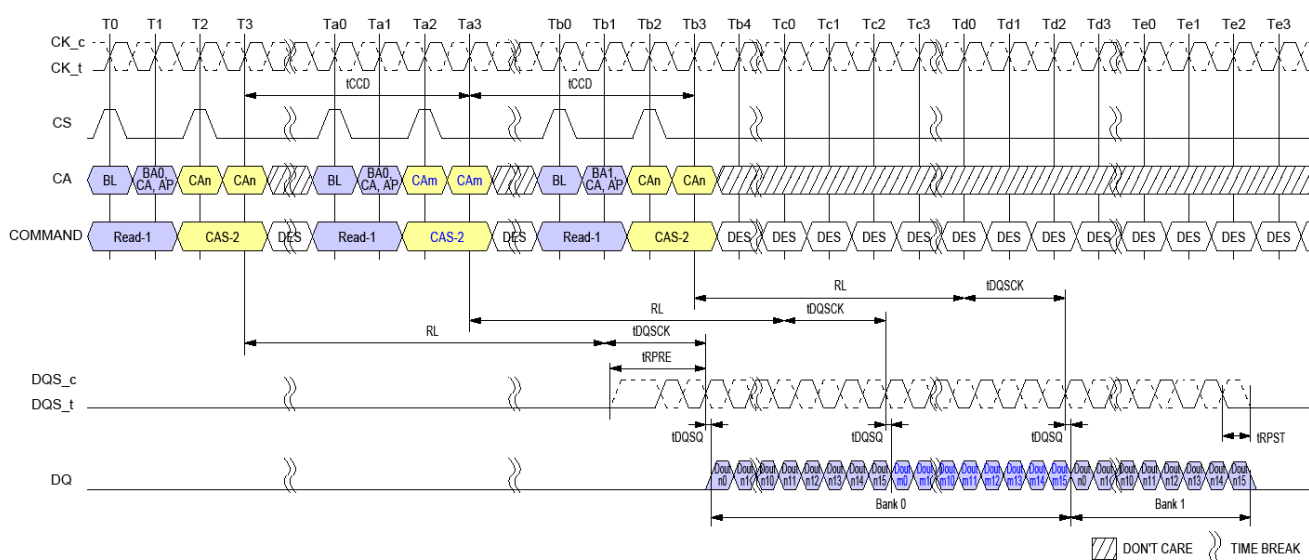 T0 T1 T2 T3 Ta0 Ta1 Ta2 Ta3 Tb0 Tb1 Tb2 Tb3 Tb4 Tc0 Tc1 Tc2 Tc3 Td0 Td1 Td2 Td3 Te0 Te1 Te2 Te3
CK_c
CK_t
tCCD tCCD
CS
CA BL BA0, CA, AP CAn CAn BL BA0, CA, AP CAm CAm BL BA1, CA, AP CAn CAn
COMMAND Read-1 CAS-2 DES Read-1 CAS-2 DES Read-1 CAS-2 DES DES DES DES DES DES DES DES DES DES DES DES DES
RL tDQSCK
RL tDQSCK
RL tDQSCK
tRPRE
DQS_c
DQS_t
tDQSQ tDQSQ tDQSQ tRPST
DQ Dout n0 Dout n1 Dout n10 Dout n11 Dout n12 Dout n13 Dout n14 Dout n15 Dout m0 Dout m1 Dout m10 Dout m11 Dout m12 Dout m13 Dout m14 Dout m15 Dout n0 Dout n1 Dout n10 Dout n11 Dout n12 Dout n13 Dout n14 Dout n15
Bank 0 Bank 1
DON'T CARE TIME BREAK